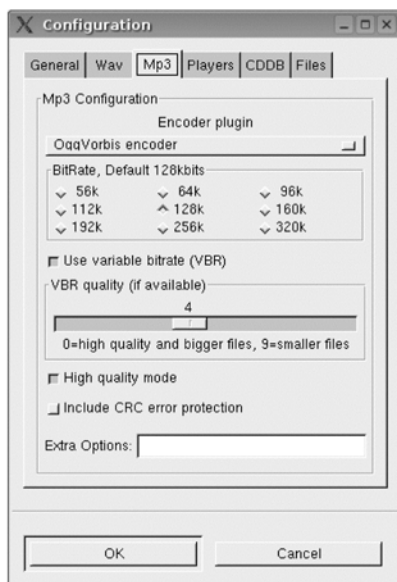 Configuration
General Wav Mp3 Players CDDB Files
Mp3 Configuration
Encoder plugin
OggVorbis encoder
BitRate, Default 128kbits
56k 64k 96k
112k 128k 160k
192k 256k 320k
Use variable bitrate (VBR)
VBR quality (if available)
4
0=high quality and bigger files, 9=smaller files
High quality mode
Include CRC error protection
Extra Options:
OK Cancel